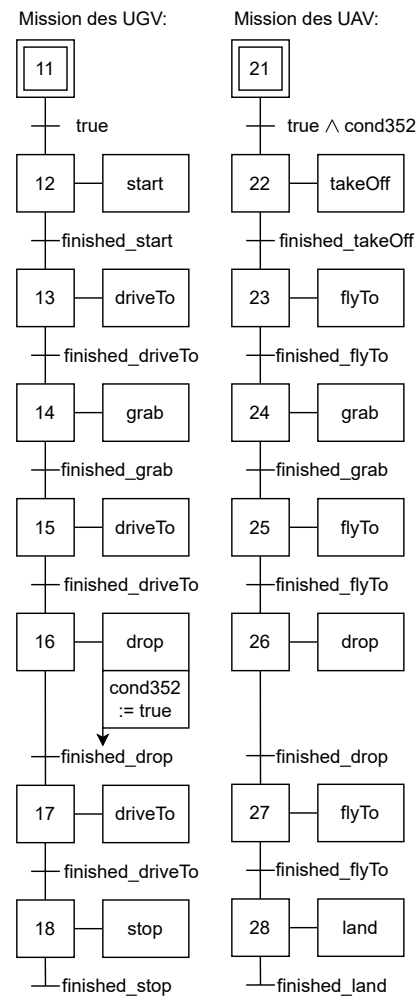 Mission des UGV:
11
true
12
start
finished_start
13
driveTo
finished_driveTo
14
grab
finished_grab
15
driveTo
finished_driveTo
16
drop
cond352
:= true
finished_drop
17
driveTo
finished_driveTo
18
stop
finished_stop
Mission des UAV:
21
true ∧ cond352
22
takeOff
finished_takeOff
23
flyTo
finished_flyTo
24
grab
finished_grab
25
flyTo
finished_flyTo
26
drop
finished_drop
27
flyTo
finished_flyTo
28
land
finished_land